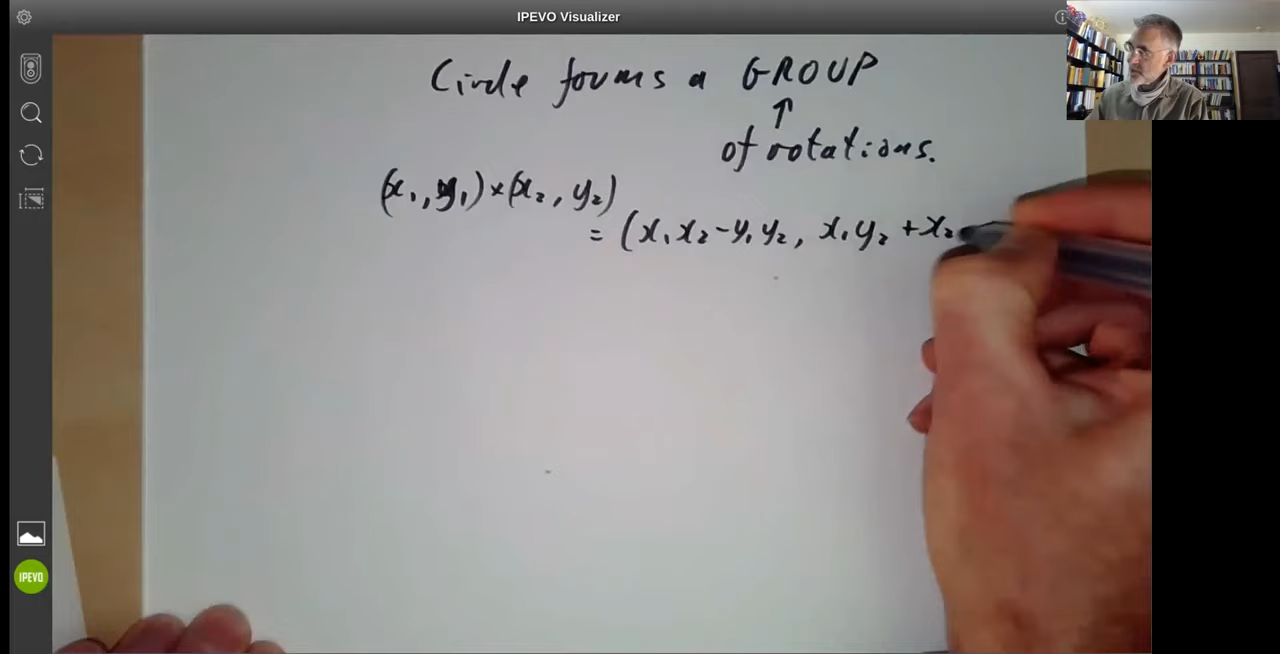 IPEVO Visualizer
Circle forms a GROUP
↑
of rotations.
(x₁, y₁) × (x₂, y₂)
= (x₁x₂ - y₁y₂, x₁y₂ + x₂
IPEVO